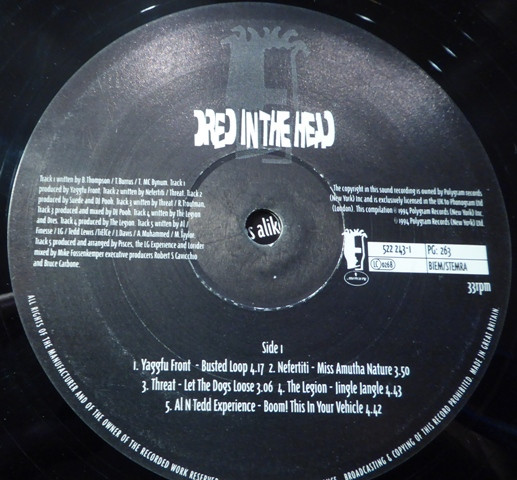 DRED IN THE HEAD
Track 1 written by B Thompson / T. Burrus / T. MC Bynum. Track 1
produced by Yaggfu Front. Track 2 written by Nefertiti / Threat. Track 2
produced by Suede and DJ Pooh. Track 3 written by Threat / R. Troutman.
Track 3 produced and mixed by DJ Pooh. Track 4 written by The Legion
and Dres. Track 4 produced by The Legion. Track 5 written by Al /
Finesse / LG / Tedd Lewis / J Davis / A Muhammed / M Taylor.
Track 5 produced and arranged by Pisces, the LG Experience and Londer
mixed by Mike Fossenkemper executive producers Robert S Cavicchio
and Bruce Carbone.
The copyright in this sound recording is owned by Polygram records
(New York) Inc and is exclusively licensed in the UK to Phonogram Ltd
(London). This compilation ℗ 1994 Polygram Records (New York) Inc.
© 1994 Polygram Records (New York) Ltd.
s alik
522 243-1 PG: 263
LC 0268 BIEM/STEMRA
33rpm
Side 1
1. Yaggfu Front - Busted Loop 4.17 2. Nefertiti - Miss Amutha Nature 3.50
3. Threat - Let The Dogs Loose 3.06 4. The Legion - Jingle Jangle 4.43
5. Al N Tedd Experience - Boom! This In Your Vehicle 4.42
ALL RIGHTS OF THE MANUFACTURER AND OF THE OWNER OF THE RECORDED WORK RESERVED
BROADCASTING & COPYING OF THIS RECORD PROHIBITED MADE IN GREAT BRITAIN